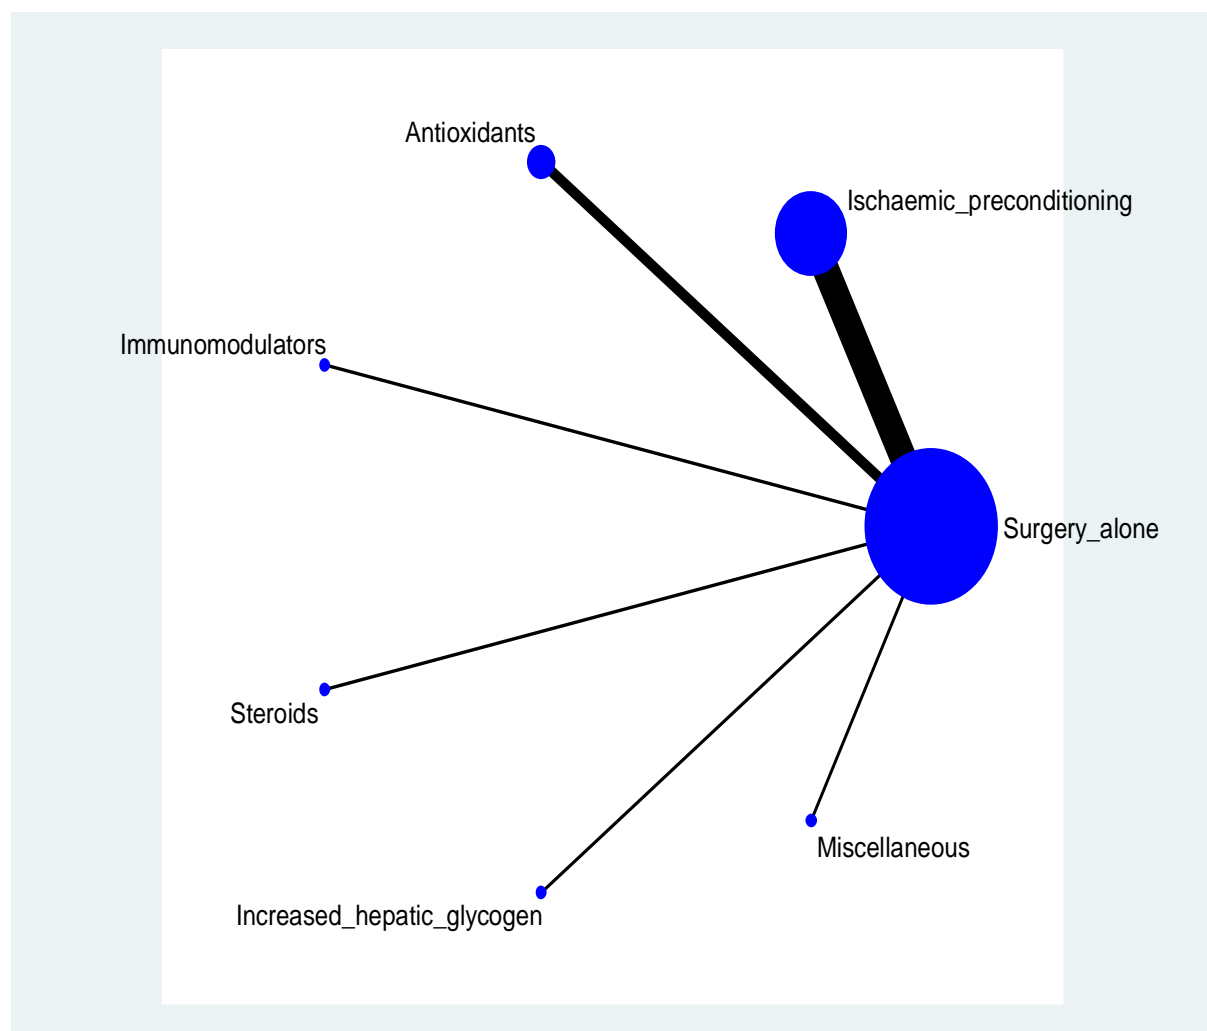 Antioxidants
Ischaemic_preconditioning
Immunomodulators
Surgery_alone
Steroids
Miscellaneous
Increased_hepatic_glycogen